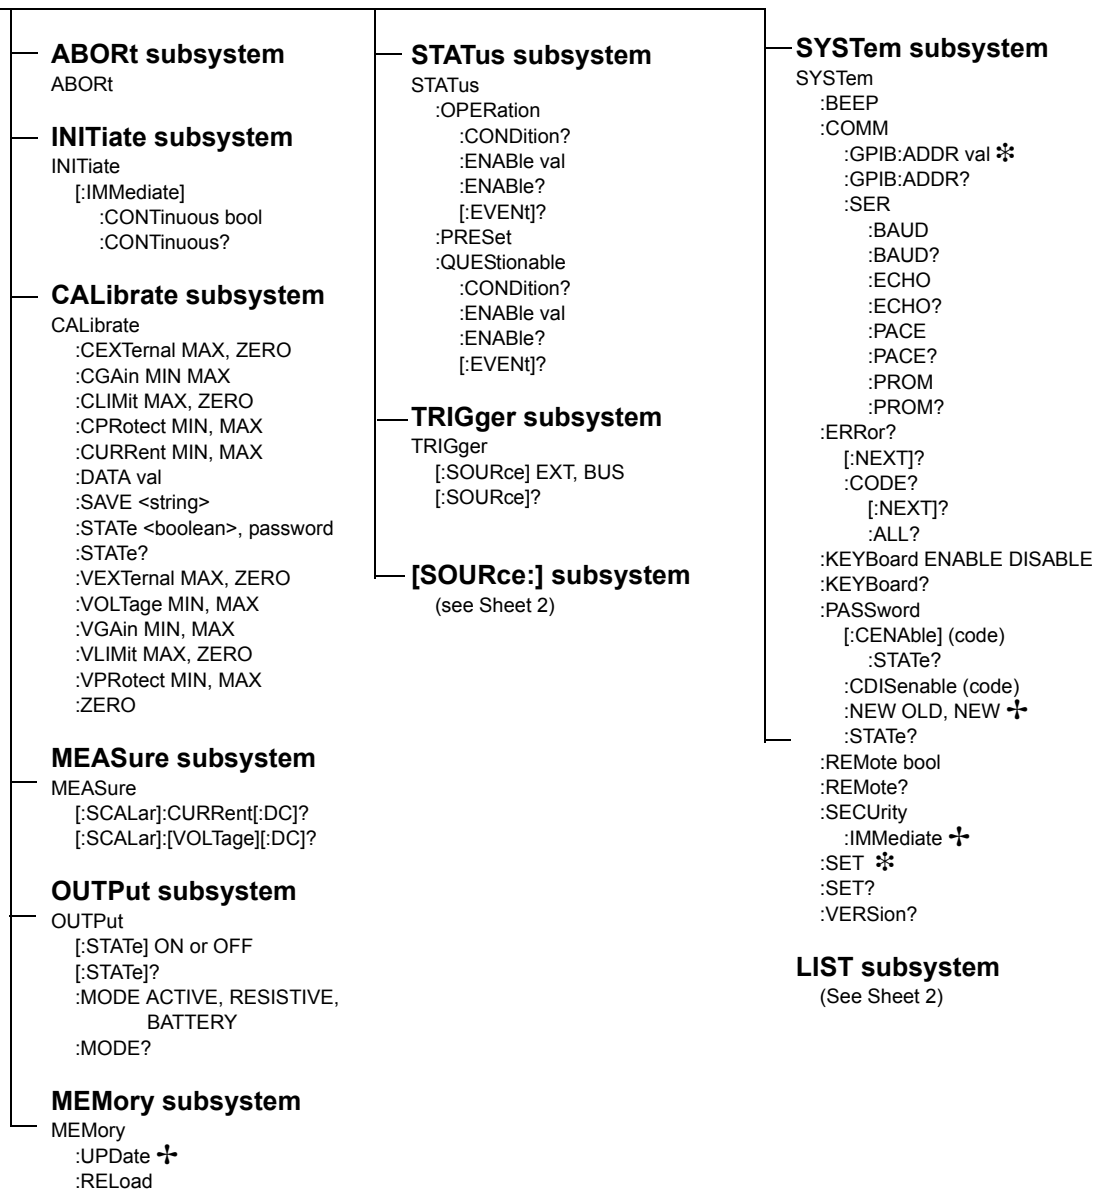 ABORt subsystem
ABORt
INITiate subsystem
INITiate
[:IMMediate]
:CONTinuous bool
:CONTinuous?
CALibrate subsystem
CALibrate
:CEXTernal MAX, ZERO
:CGAin MIN MAX
:CLIMit MAX, ZERO
:CPRotect MIN, MAX
:CURRent MIN, MAX
:DATA val
:SAVE <string>
:STATe <boolean>, password
:STATe?
:VEXTernal MAX, ZERO
:VOLTage MIN, MAX
:VGAin MIN, MAX
:VLIMit MAX, ZERO
:VPRotect MIN, MAX
:ZERO
MEASure subsystem
MEASure
[:SCALar]:CURRent[:DC]?
[:SCALar]:[VOLTage][:DC]?
OUTPut subsystem
OUTPut
[:STATe] ON or OFF
[:STATe]?
:MODE ACTIVE, RESISTIVE,
BATTERY
:MODE?
MEMory subsystem
MEMory
:UPDate ✢
:RELoad
STATus subsystem
STATus
:OPERation
:CONDition?
:ENABle val
:ENABle?
[:EVENt]?
:PRESet
:QUEStionable
:CONDition?
:ENABle val
:ENABle?
[:EVENt]?
TRIGger subsystem
TRIGger
[:SOURce] EXT, BUS
[:SOURce]?
[SOURce:] subsystem
(see Sheet 2)
SYSTem subsystem
SYSTem
:BEEP
:COMM
:GPIB:ADDR val ❇
:GPIB:ADDR?
:SER
:BAUD
:BAUD?
:ECHO
:ECHO?
:PACE
:PACE?
:PROM
:PROM?
:ERRor?
[:NEXT]?
:CODE?
[:NEXT]?
:ALL?
:KEYBoard ENABLE DISABLE
:KEYBoard?
:PASSword
[:CENAble] (code)
:STATe?
:CDISenable (code)
:NEW OLD, NEW ✢
:STATe?
:REMote bool
:REMote?
:SECUrity
:IMMediate ✢
:SET ❇
:SET?
:VERSion?
LIST subsystem
(See Sheet 2)